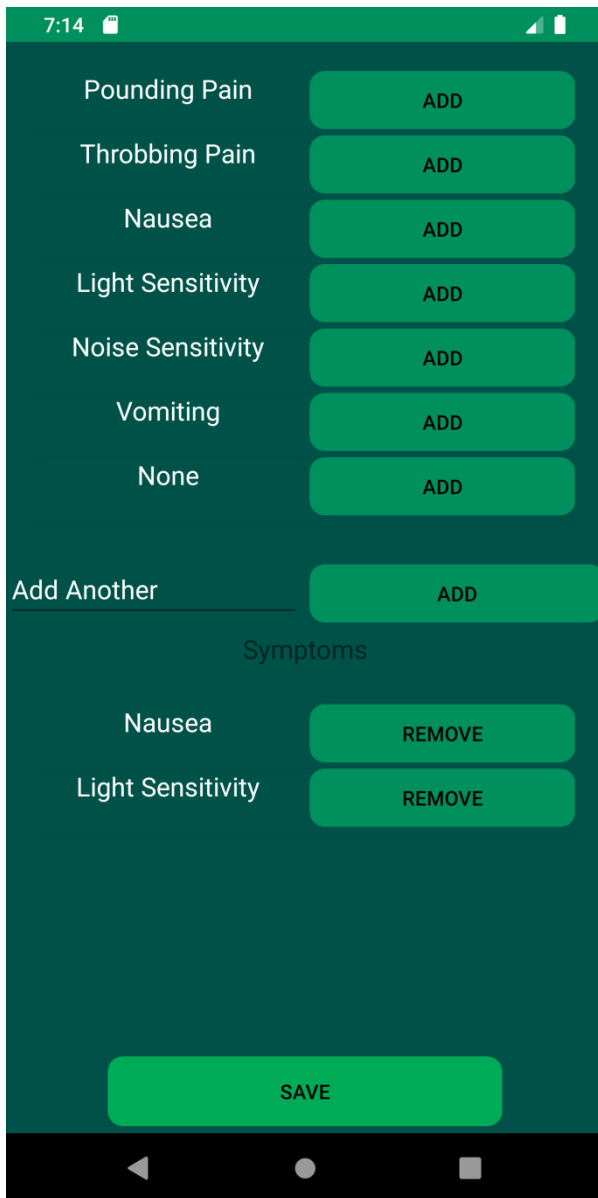 7:14
Pounding Pain ADD
Throbbing Pain ADD
Nausea ADD
Light Sensitivity ADD
Noise Sensitivity ADD
Vomiting ADD
None ADD
Add Another ADD
Symptoms
Nausea REMOVE
Light Sensitivity REMOVE
SAVE